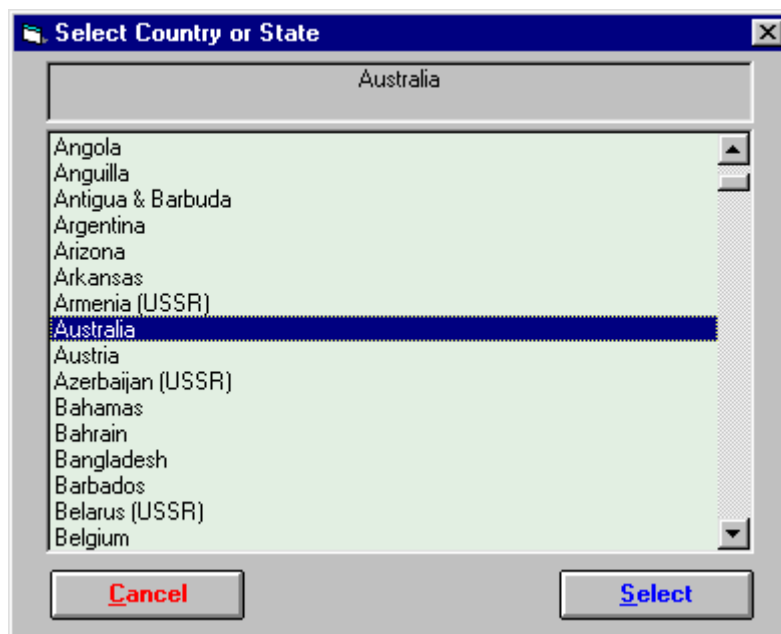 Select Country or State
Australia
Angola
Anguilla
Antigua & Barbuda
Argentina
Arizona
Arkansas
Armenia (USSR)
Australia
Austria
Azerbaijan (USSR)
Bahamas
Bahrain
Bangladesh
Barbados
Belarus (USSR)
Belgium
Cancel Select